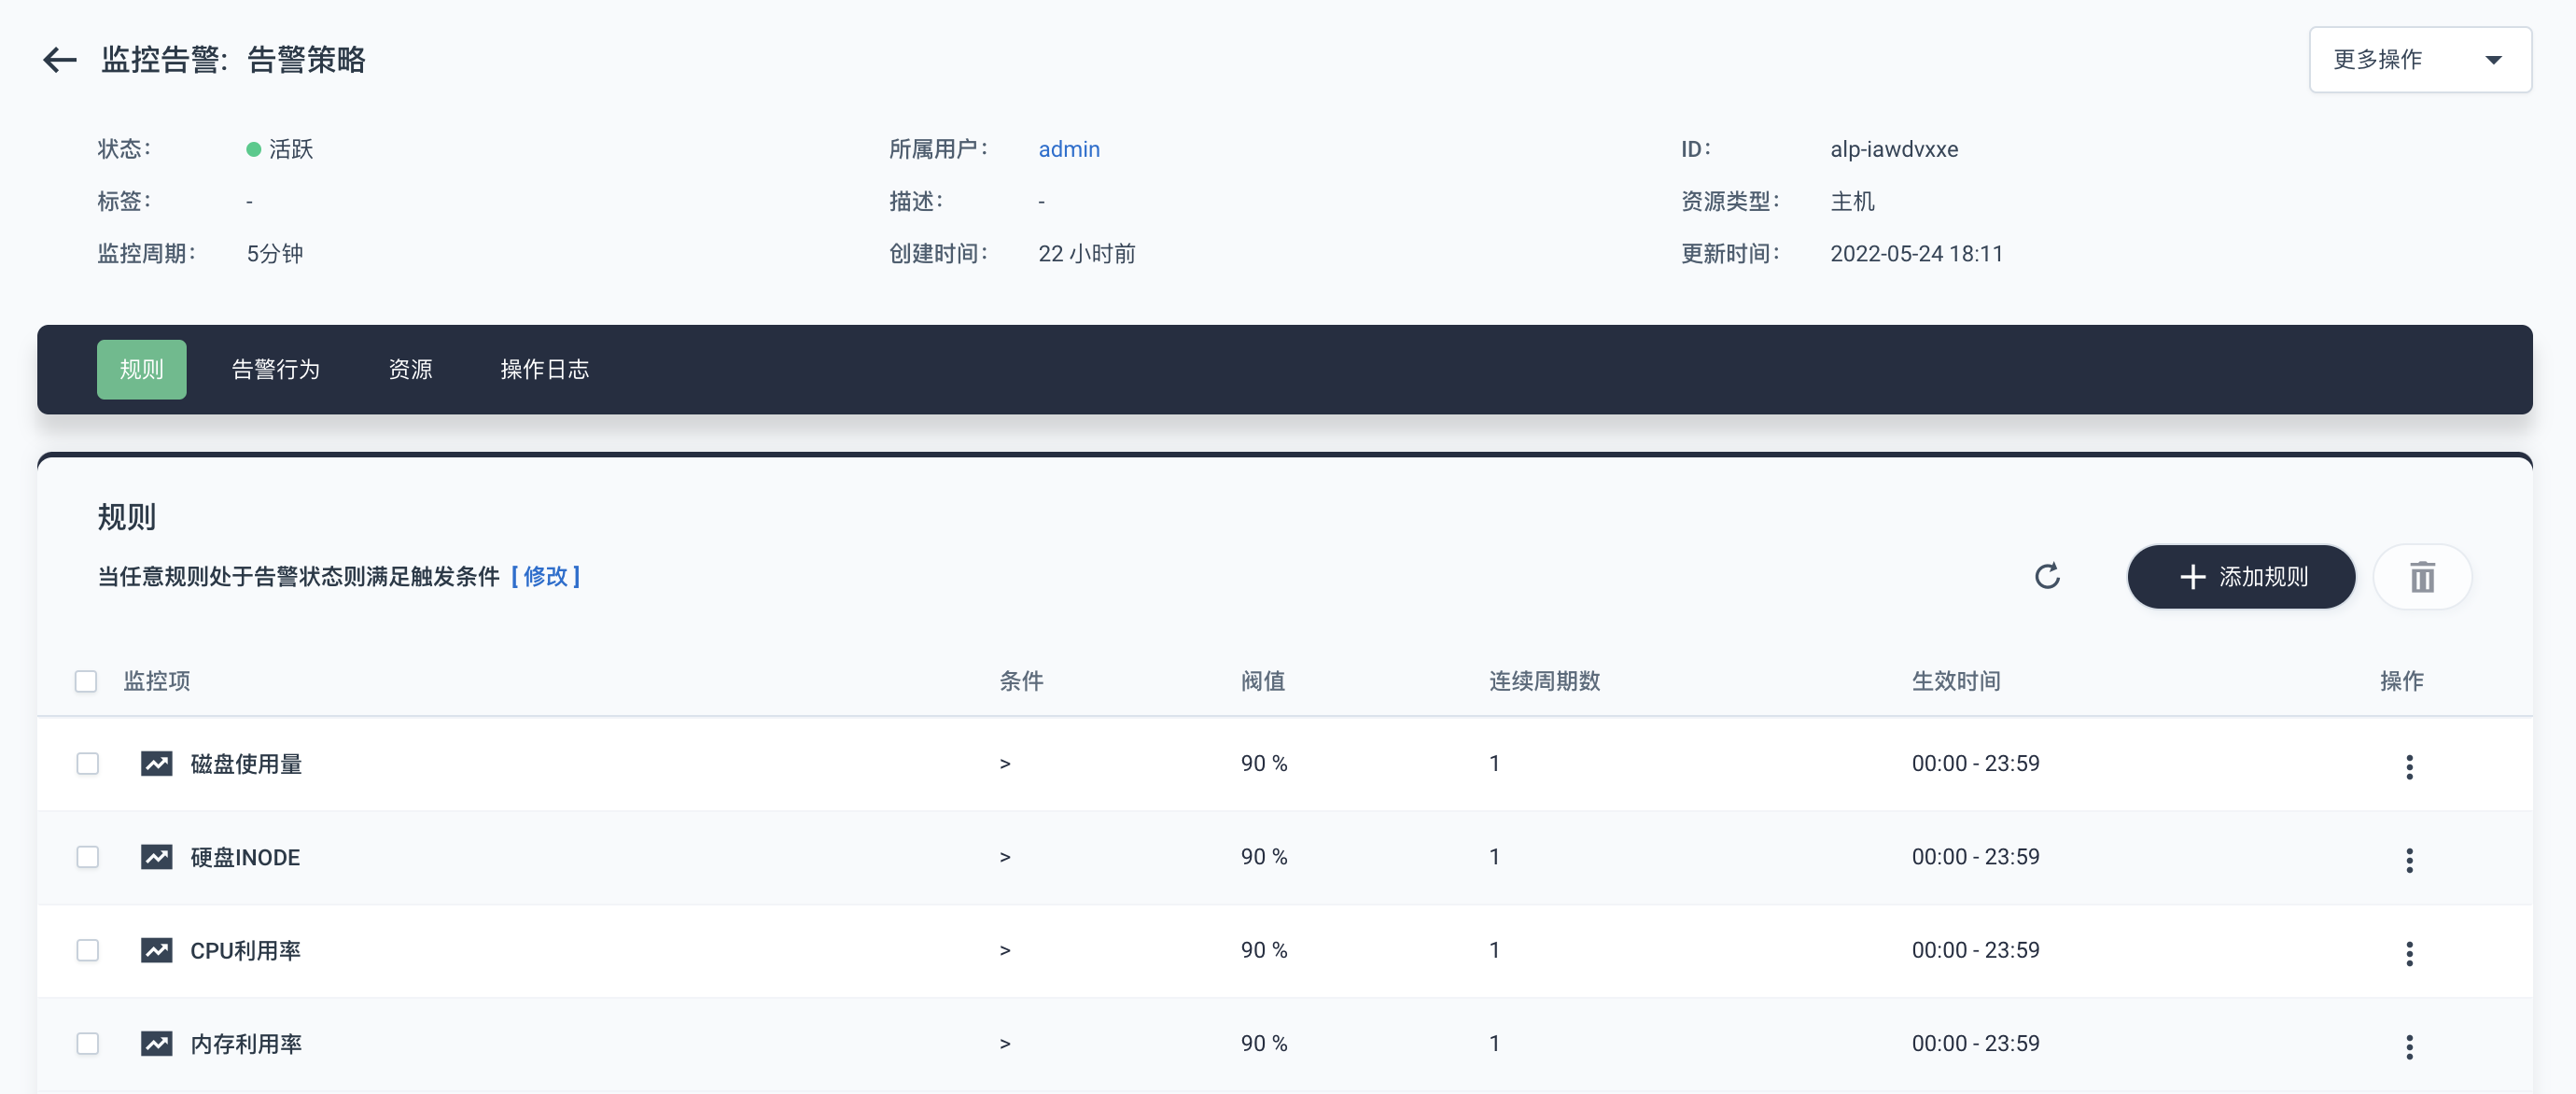 监控告警: 告警策略
更多操作
状态: 活跃 所属用户: admin ID: alp-iawdvxxe
标签: - 描述: - 资源类型: 主机
监控周期: 5分钟 创建时间: 22 小时前 更新时间: 2022-05-24 18:11
规则 告警行为 资源 操作日志
规则
当任意规则处于告警状态则满足触发条件 [ 修改 ]
添加规则
监控项 条件 阀值 连续周期数 生效时间 操作
磁盘使用量 > 90 % 1 00:00 - 23:59
硬盘INODE > 90 % 1 00:00 - 23:59
CPU利用率 > 90 % 1 00:00 - 23:59
内存利用率 > 90 % 1 00:00 - 23:59